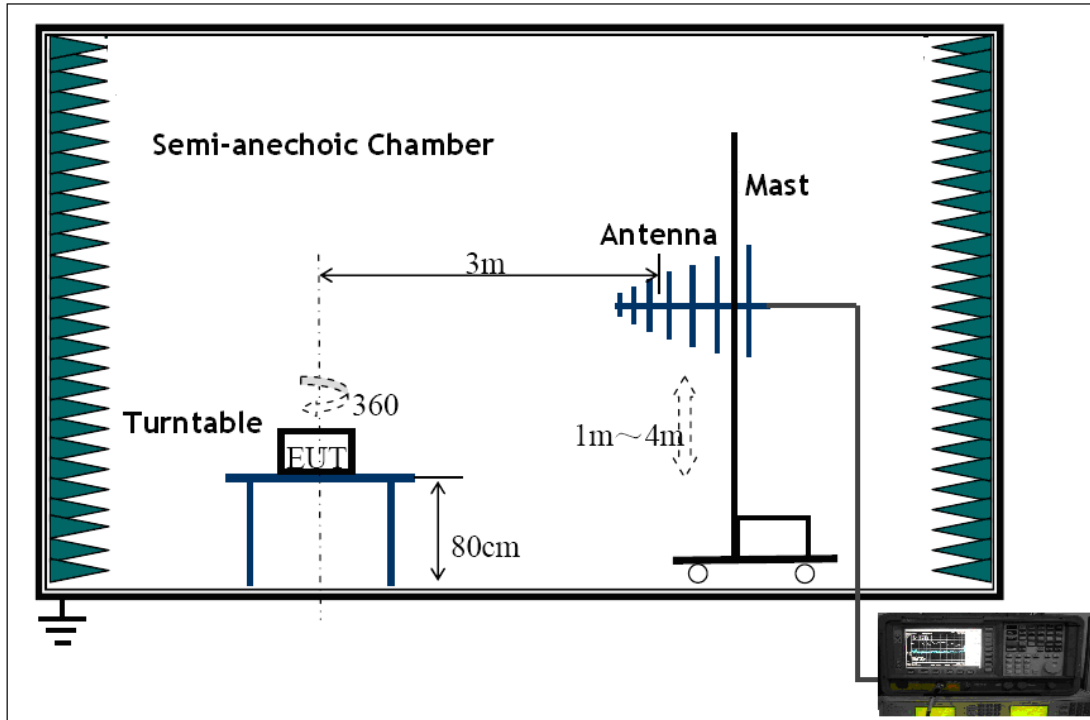 Semi-anechoic Chamber
Mast
Antenna
3m
360
Turntable
1m～4m
EUT
80cm